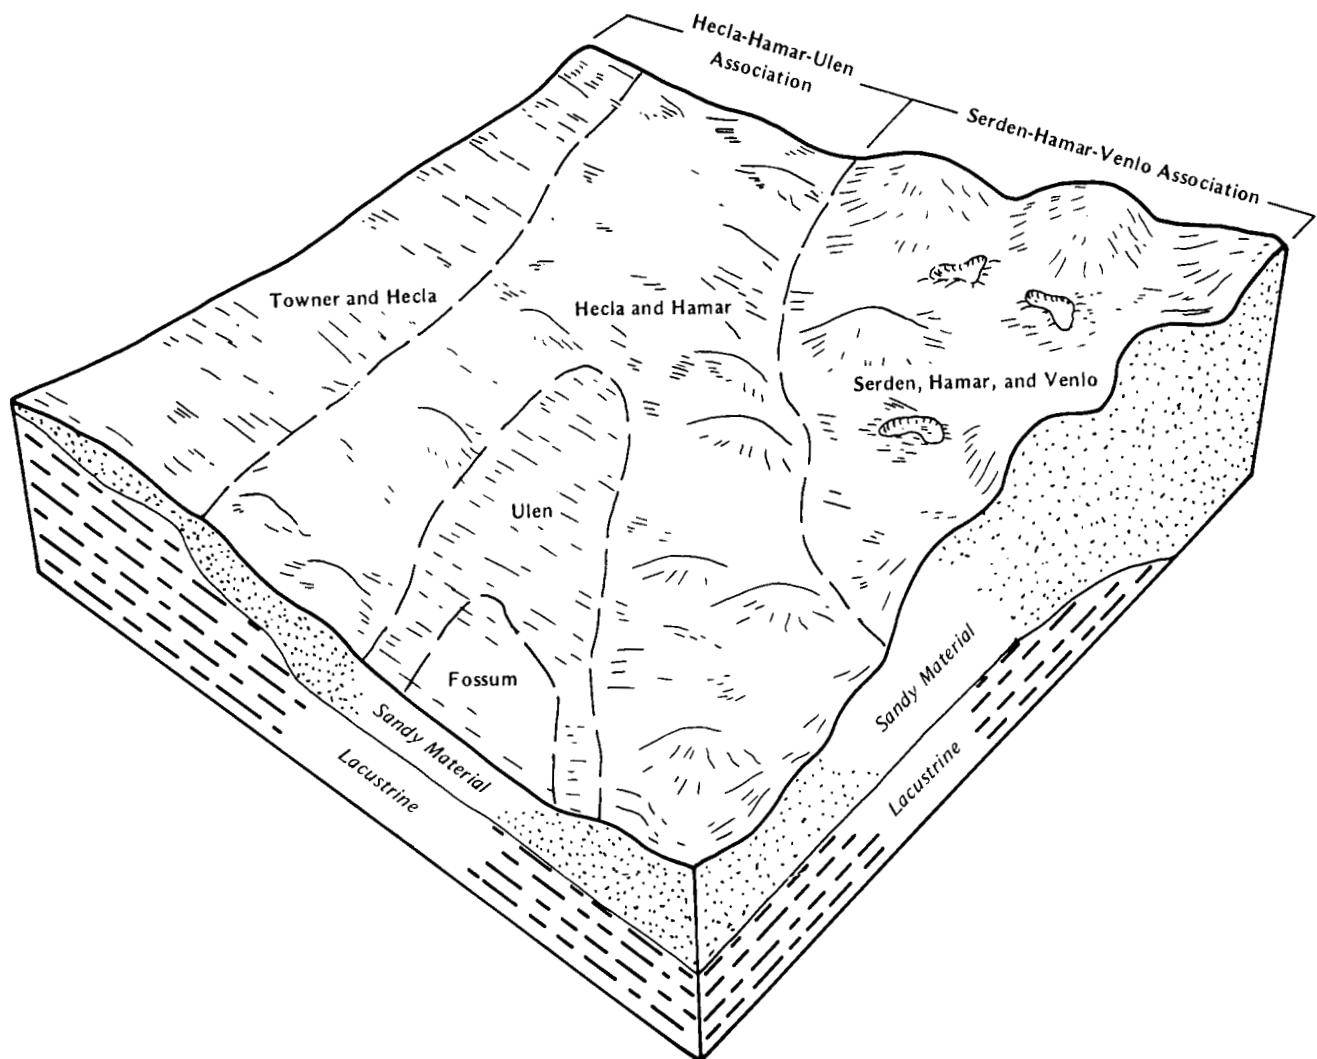 Hecla-Hamar-Ulen
Association
Serden-Hamar-Venlo Association
Towner and Hecla
Hecla and Hamar
Serden, Hamar, and Venlo
Ulen
Fossum
Sandy Material
Lacustrine
Sandy Material
Lacustrine